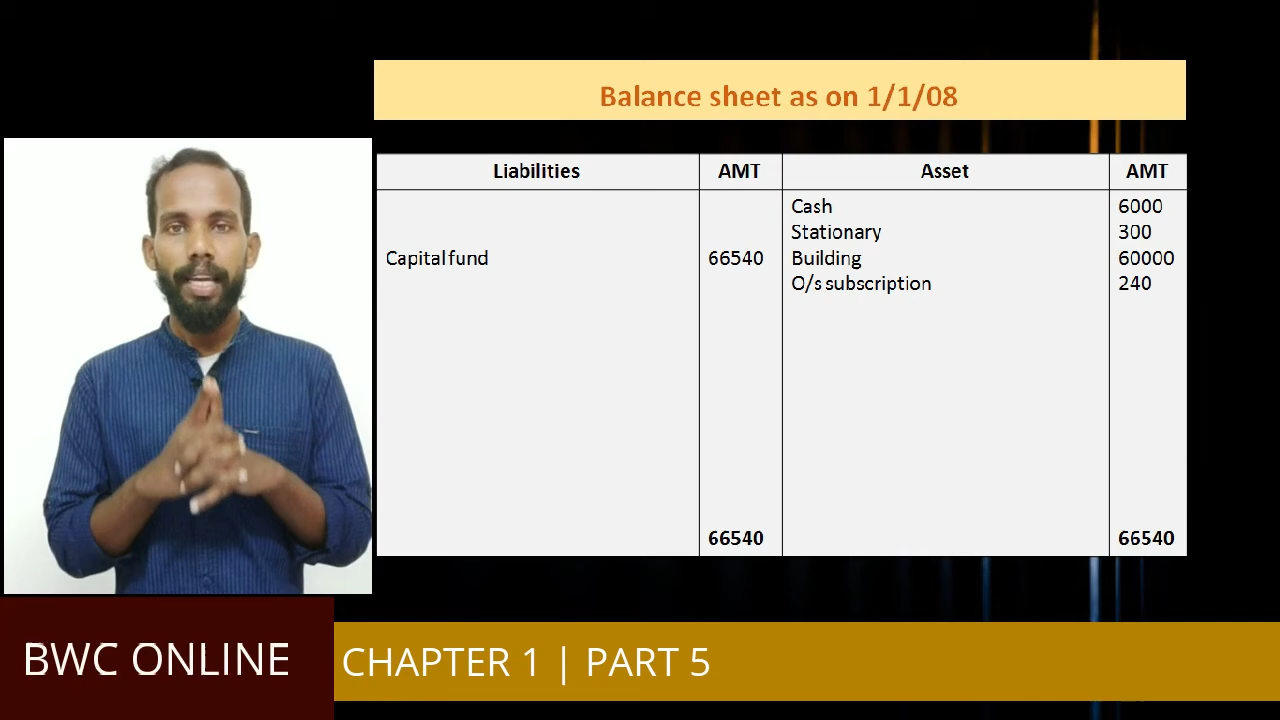 Balance sheet as on 1/1/08
Liabilities AMT Asset AMT
Cash 6000
Stationary 300
Capital fund 66540 Building 60000
O/s subscription 240
66540 66540
BWC ONLINE CHAPTER 1 | PART 5